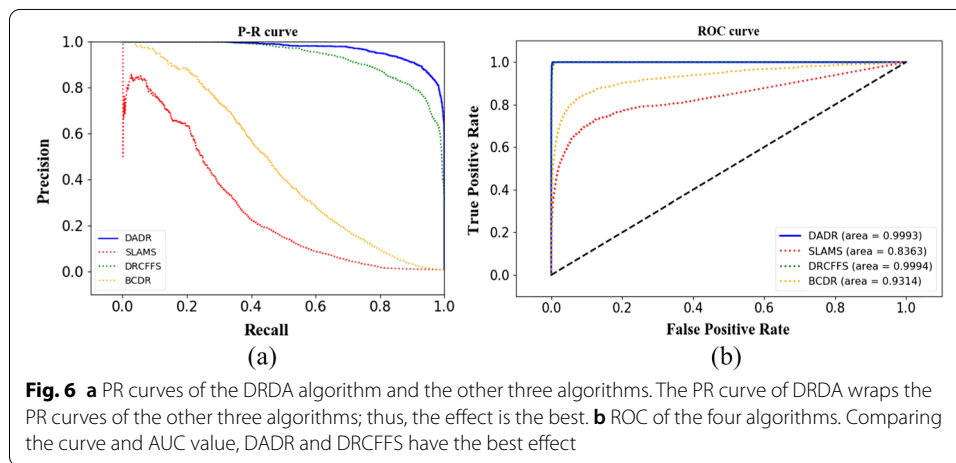 P-R curve
1.0
0.8
0.6
0.4
0.2
0.0
Precision
DADR
SLAMS
DRCFFS
BCDR
0.0 0.2 0.4 0.6 0.8 1.0
Recall
(a)
ROC curve
1.0
0.8
0.6
0.4
0.2
0.0
True Positive Rate
DADR (area = 0.9993)
SLAMS (area = 0.8363)
DRCFFS (area = 0.9994)
BCDR (area = 0.9314)
0.0 0.2 0.4 0.6 0.8 1.0
False Positive Rate
(b)
Fig. 6 a PR curves of the DRDA algorithm and the other three algorithms. The PR curve of DRDA wraps the
PR curves of the other three algorithms; thus, the effect is the best. b ROC of the four algorithms. Comparing
the curve and AUC value, DADR and DRCFFS have the best effect